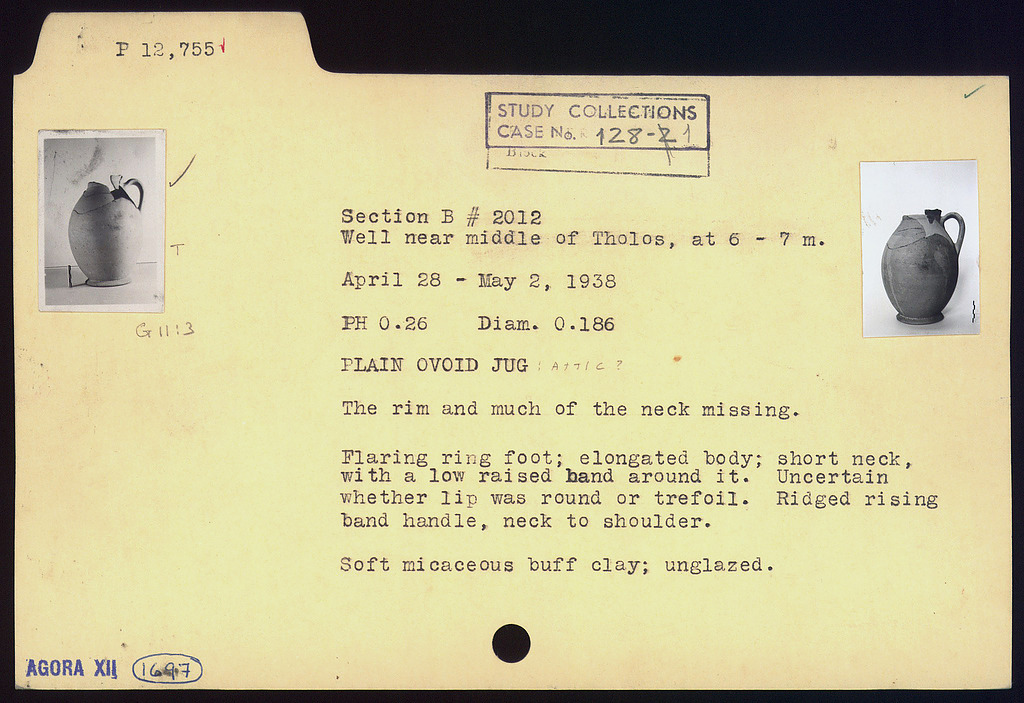 P 12,755
STUDY COLLECTIONS
CASE No. 128-1
Block
Section B # 2012
Well near middle of Tholos, at 6 - 7 m.
T
April 28 - May 2, 1938
PH 0.26 Diam. 0.186
G 11:3
PLAIN OVOID JUG : ATTIC ?
The rim and much of the neck missing.
Flaring ring foot; elongated body; short neck,
with a low raised band around it. Uncertain
whether lip was round or trefoil. Ridged rising
band handle, neck to shoulder.
Soft micaceous buff clay; unglazed.
AGORA XII 1697